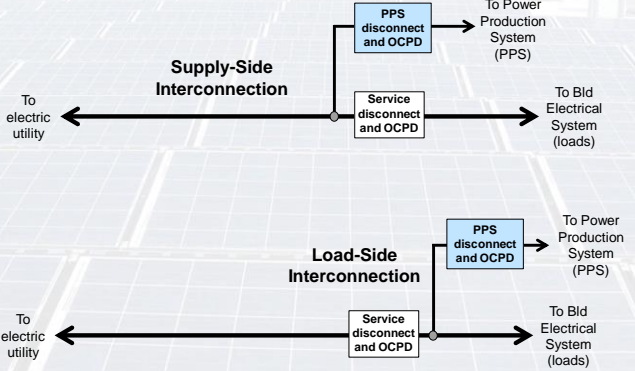 To Power
Production
System
(PPS)
PPS
disconnect
and OCPD
Supply-Side
Interconnection
To
electric
utility
Service
disconnect
and OCPD
To Bld
Electrical
System
(loads)
To Power
Production
System
(PPS)
PPS
disconnect
and OCPD
Load-Side
Interconnection
To
electric
utility
Service
disconnect
and OCPD
To Bld
Electrical
System
(loads)